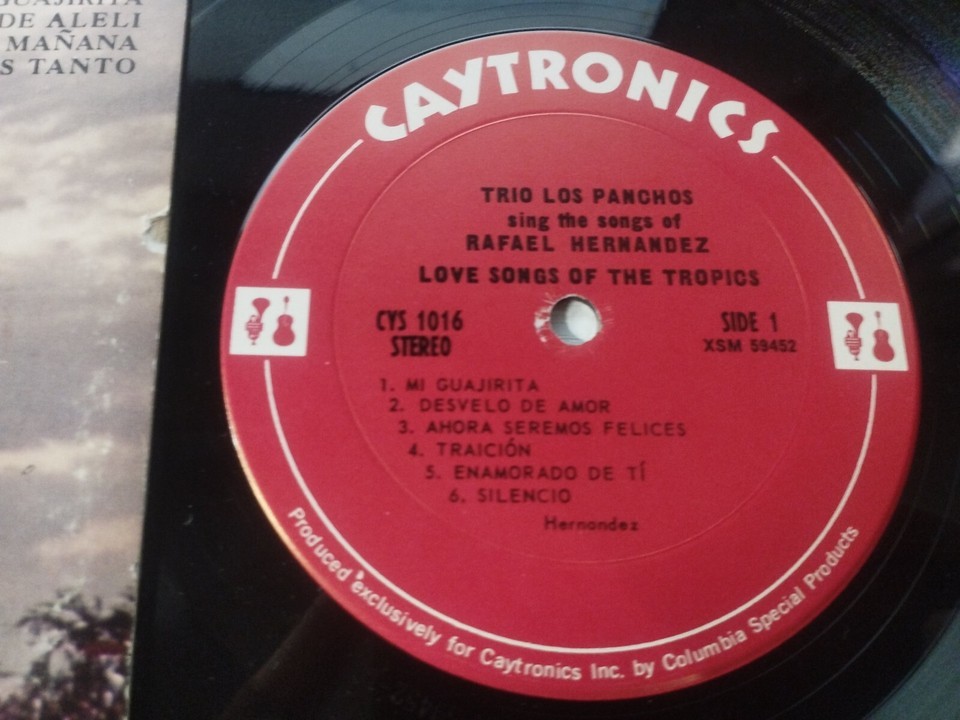 GUAJIRITA
DE ALELI
MAÑANA
S TANTO
CAYTRONICS
TRIO LOS PANCHOS
sing the songs of
RAFAEL HERNANDEZ
LOVE SONGS OF THE TROPICS
CYS 1016
STEREO
SIDE 1
XSM 59452
1. MI GUAJIRITA
2. DESVELO DE AMOR
3. AHORA SEREMOS FELICES
4. TRAICIÓN
5. ENAMORADO DE TÍ
6. SILENCIO
Hernandez
Produced exclusively for Caytronics Inc. by Columbia Special Products